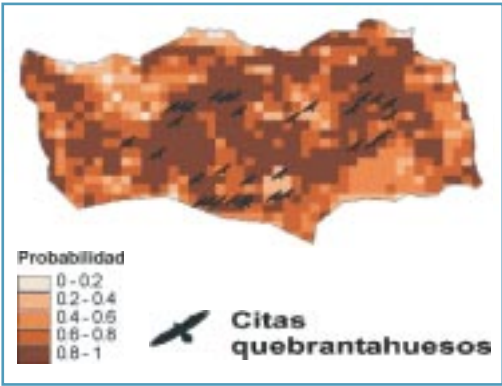 Probabilidad
0 - 0.2
0.2 - 0.4
0.4 - 0.6
0.6 - 0.8
0.8 - 1
Citas
quebrantahuesos